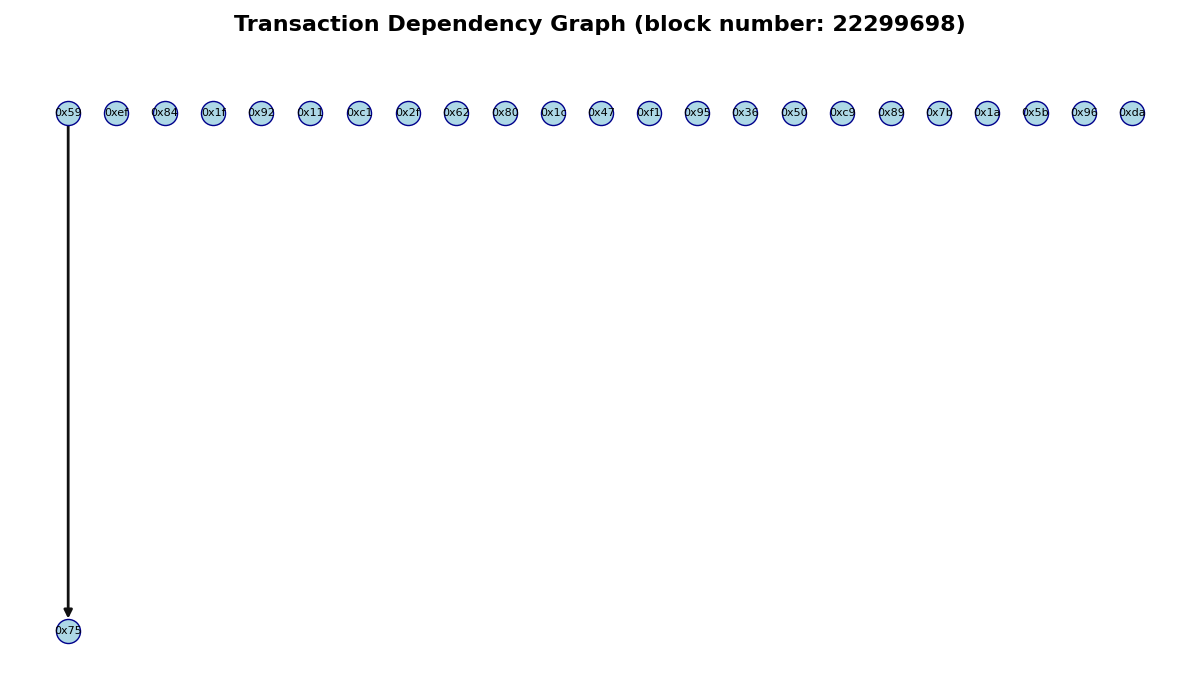 Transaction Dependency Graph (block number: 22299698)
0x59 0xef 0x84 0x1f 0x92 0x11 0xc1 0x2f 0x62 0x80 0x1c 0x47 0xf1 0x95 0x36 0x50 0xc9 0x89 0x7b 0x1a 0x5b 0x96 0xda
0x75